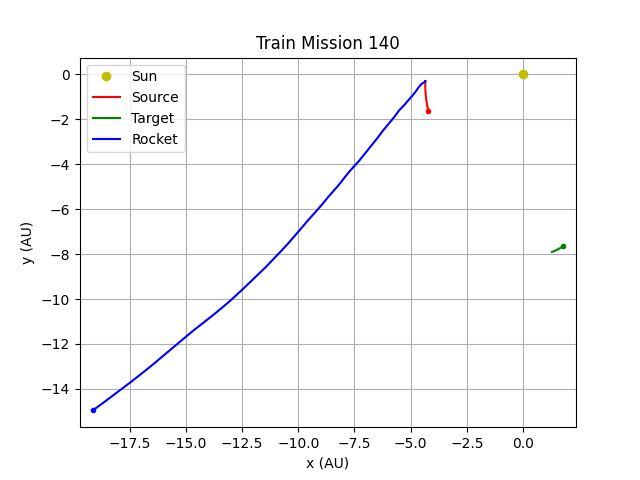 Train Mission 140
Sun
Source
Target
Rocket
0
−2
−4
−6
−8
−10
−12
−14
y (AU)
−17.5 −15.0 −12.5 −10.0 −7.5 −5.0 −2.5 0.0
x (AU)